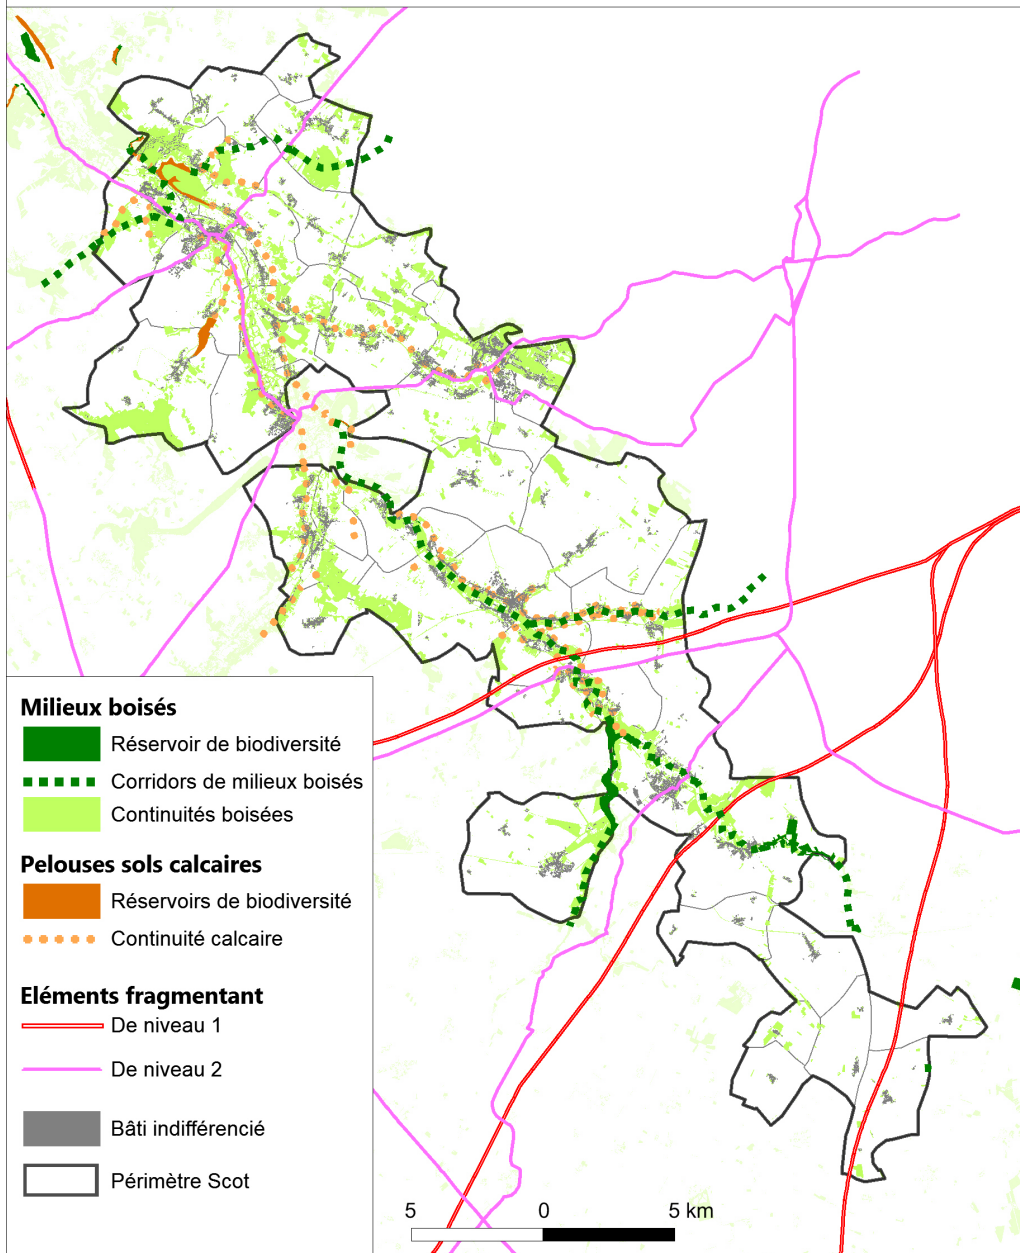 Milieux boisés
Réservoir de biodiversité
Corridors de milieux boisés
Continuités boisées
Pelouses sols calcaires
Réservoirs de biodiversité
Continuité calcaire
Eléments fragmentant
De niveau 1
De niveau 2
Bâti indifférencié
Périmètre Scot
5 0 5 km